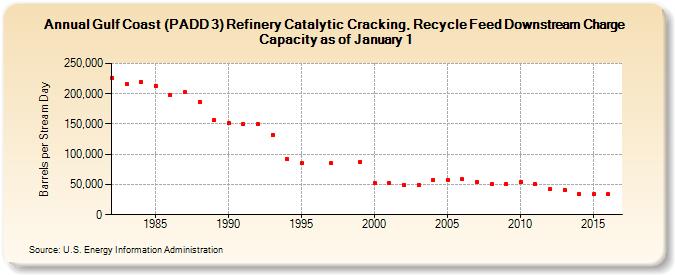 Annual Gulf Coast (PADD 3) Refinery Catalytic Cracking, Recycle Feed Downstream Charge
Capacity as of January 1
Barrels per Stream Day
250,000
200,000
150,000
100,000
50,000
0
1985 1990 1995 2000 2005 2010 2015
Source: U.S. Energy Information Administration